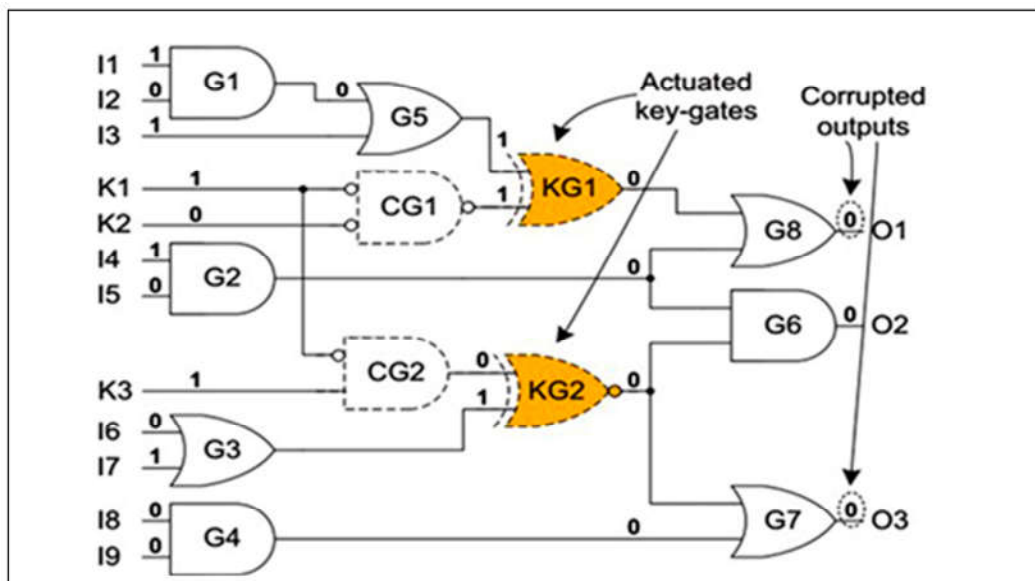 I1 1
G1
I2 0
0
G5
I3 1
1
Actuated
key-gates
Corrupted
outputs
K1 1
CG1
1
KG1
0
K2 0
G8
0
O1
I4 1
G2
0
I5 0
G6
0
O2
CG2
0
KG2
0
K3 1
1
I6 0
G3
I7 1
I8 0
G4
0
G7
0
O3
I9 0